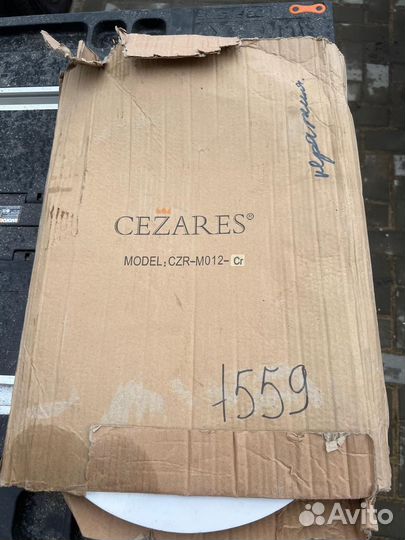 CEZARES®
MODEL: CZR-M012-Cr
1559
Avito